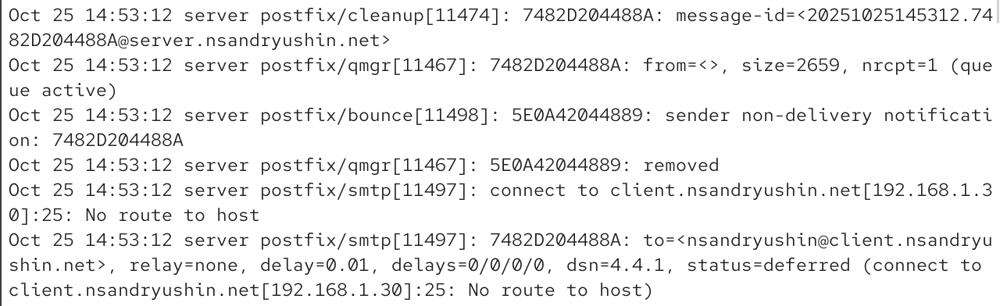 Oct 25 14:53:12 server postfix/cleanup[11474]: 7482D204488A: message-id=<20251025145312.74
82D204488A@server.nsandryushin.net>
Oct 25 14:53:12 server postfix/qmgr[11467]: 7482D204488A: from=<>, size=2659, nrcpt=1 (que
ue active)
Oct 25 14:53:12 server postfix/bounce[11498]: 5E0A42044889: sender non-delivery notificati
on: 7482D204488A
Oct 25 14:53:12 server postfix/qmgr[11467]: 5E0A42044889: removed
Oct 25 14:53:12 server postfix/smtp[11497]: connect to client.nsandryushin.net[192.168.1.3
0]:25: No route to host
Oct 25 14:53:12 server postfix/smtp[11497]: 7482D204488A: to=<nsandryushin@client.nsandryu
shin.net>, relay=none, delay=0.01, delays=0/0/0/0, dsn=4.4.1, status=deferred (connect to
client.nsandryushin.net[192.168.1.30]:25: No route to host)